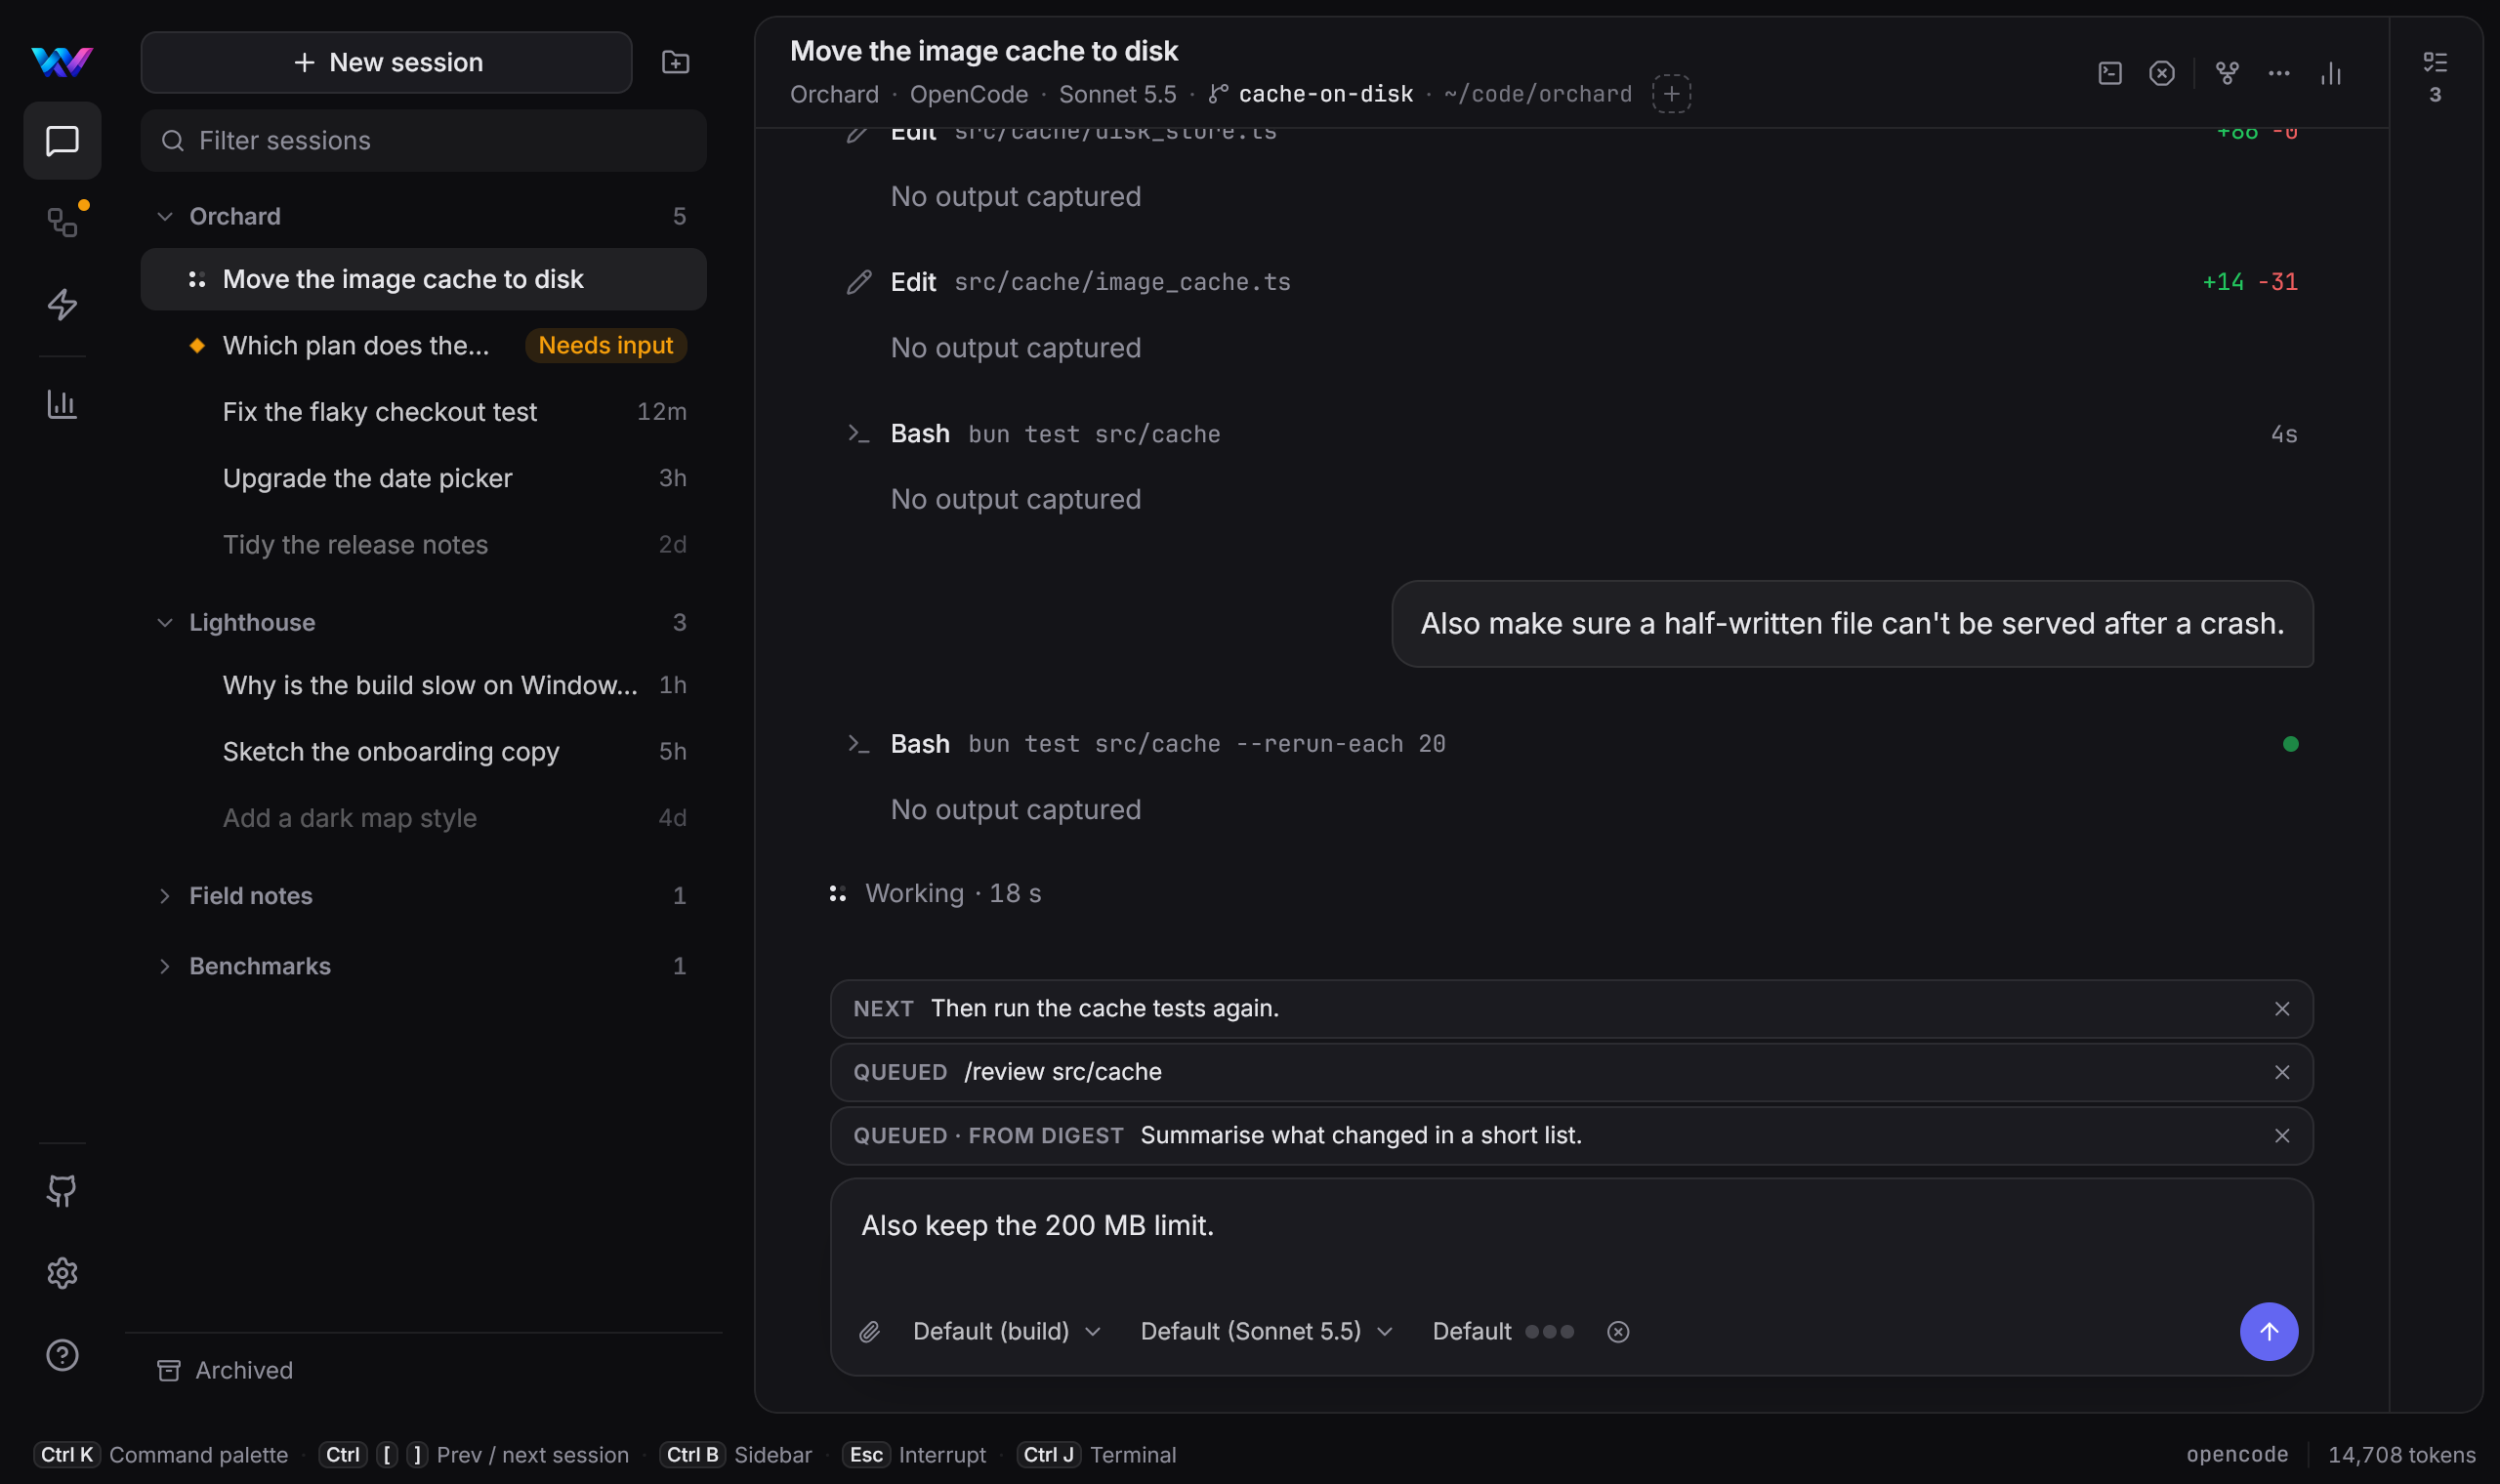 New session
Filter sessions
Orchard 5
Move the image cache to disk
Which plan does the... Needs input
Fix the flaky checkout test 12m
Upgrade the date picker 3h
Tidy the release notes 2d
Lighthouse 3
Why is the build slow on Window... 1h
Sketch the onboarding copy 5h
Add a dark map style 4d
Field notes 1
Benchmarks 1
Archived
Move the image cache to disk
Orchard · OpenCode · Sonnet 5.5 · cache-on-disk · ~/code/orchard
3
Edit src/cache/disk_store.ts
No output captured
Edit src/cache/image_cache.ts +14 -31
No output captured
Bash bun test src/cache 4s
No output captured
Also make sure a half-written file can't be served after a crash.
Bash bun test src/cache --rerun-each 20
No output captured
Working · 18 s
NEXT Then run the cache tests again.
QUEUED /review src/cache
QUEUED · FROM DIGEST Summarise what changed in a short list.
Also keep the 200 MB limit.
Default (build) Default (Sonnet 5.5) Default
Ctrl K Command palette · Ctrl [ ] Prev / next session · Ctrl B Sidebar · Esc Interrupt · Ctrl J Terminal
opencode 14,708 tokens